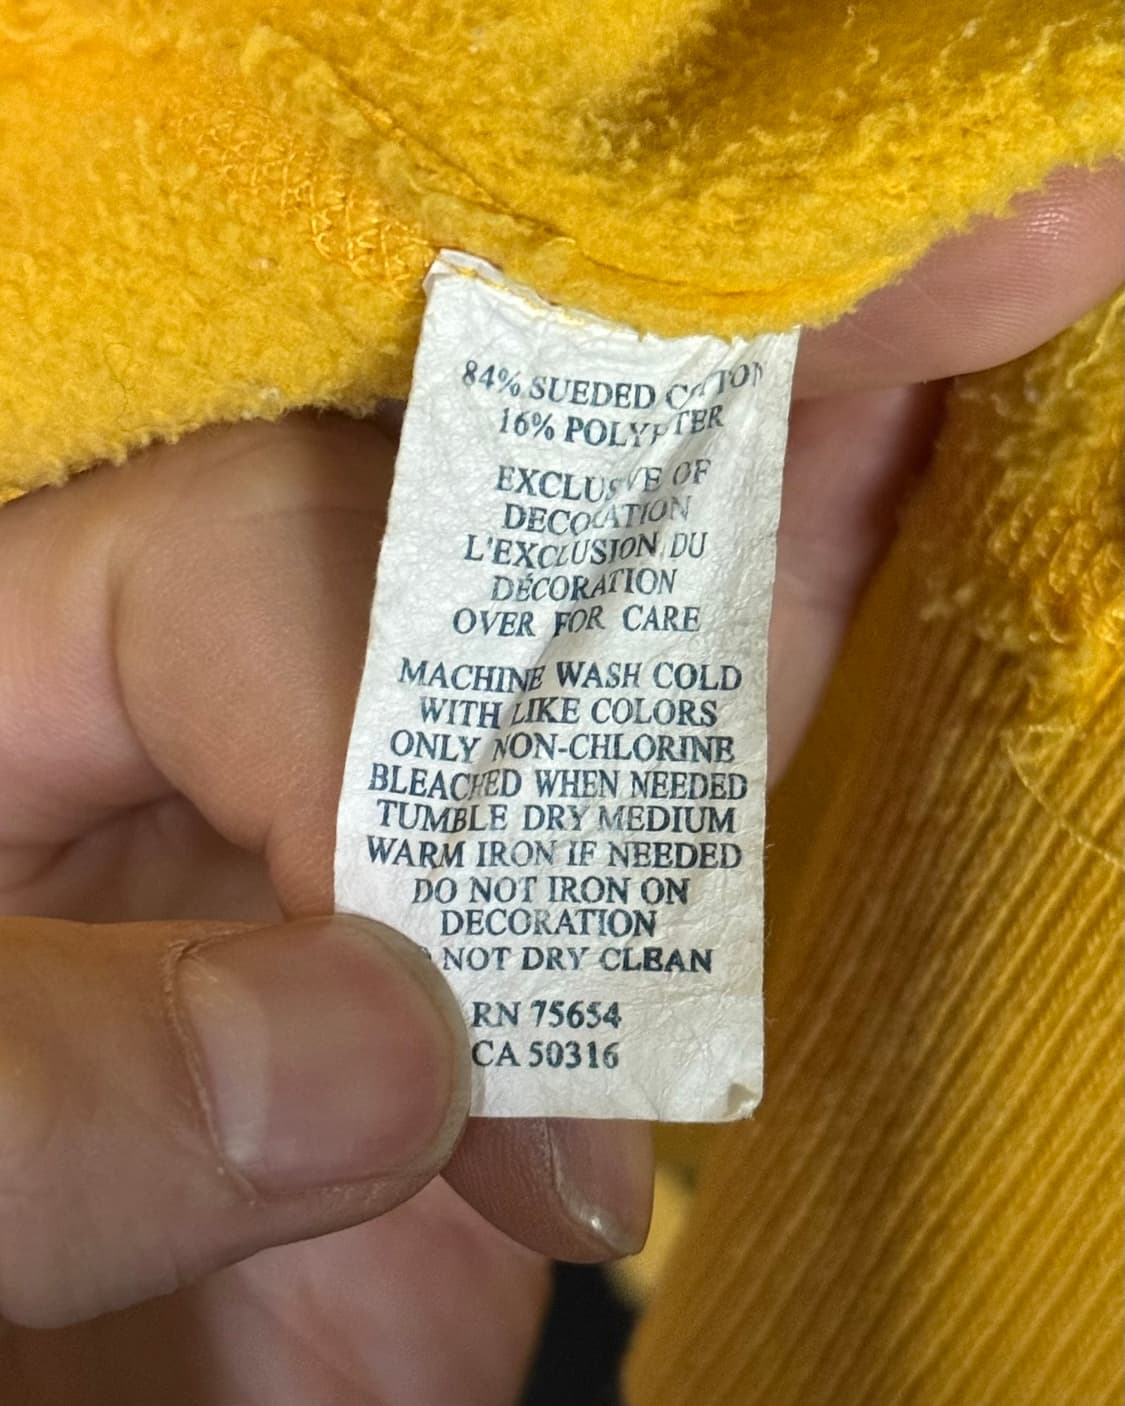 84% SUEDED COTTON
16% POLYESTER
EXCLUSIVE OF
DECORATION
L'EXCLUSION DU
DÉCORATION
OVER FOR CARE
MACHINE WASH COLD
WITH LIKE COLORS
ONLY NON-CHLORINE
BLEACHED WHEN NEEDED
TUMBLE DRY MEDIUM
WARM IRON IF NEEDED
DO NOT IRON ON
DECORATION
NOT DRY CLEAN
RN 75654
CA 50316